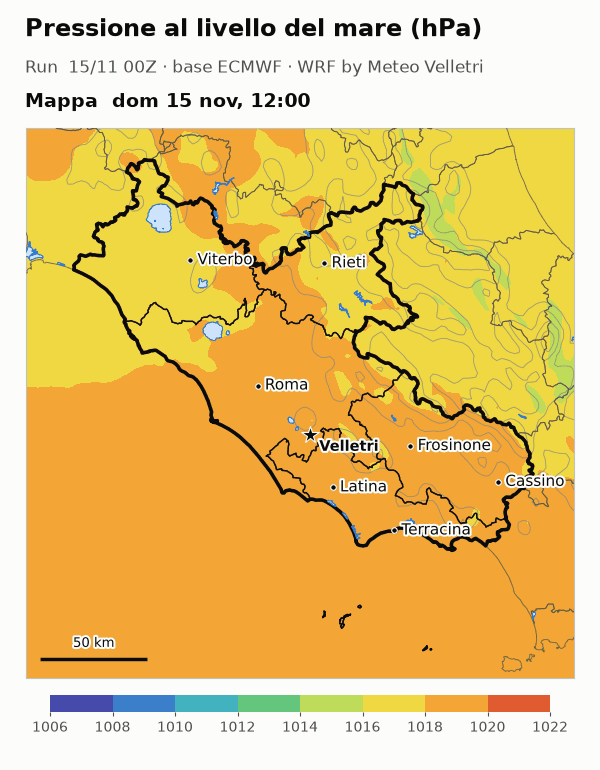 Pressione al livello del mare (hPa)
Run  15/11 00Z · base ECMWF · WRF by Meteo Velletri
Mappa  dom 15 nov, 12:00
Viterbo
Rieti
Roma
Velletri
Frosinone
Cassino
Latina
Terracina
50 km
1006 1008 1010 1012 1014 1016 1018 1020 1022